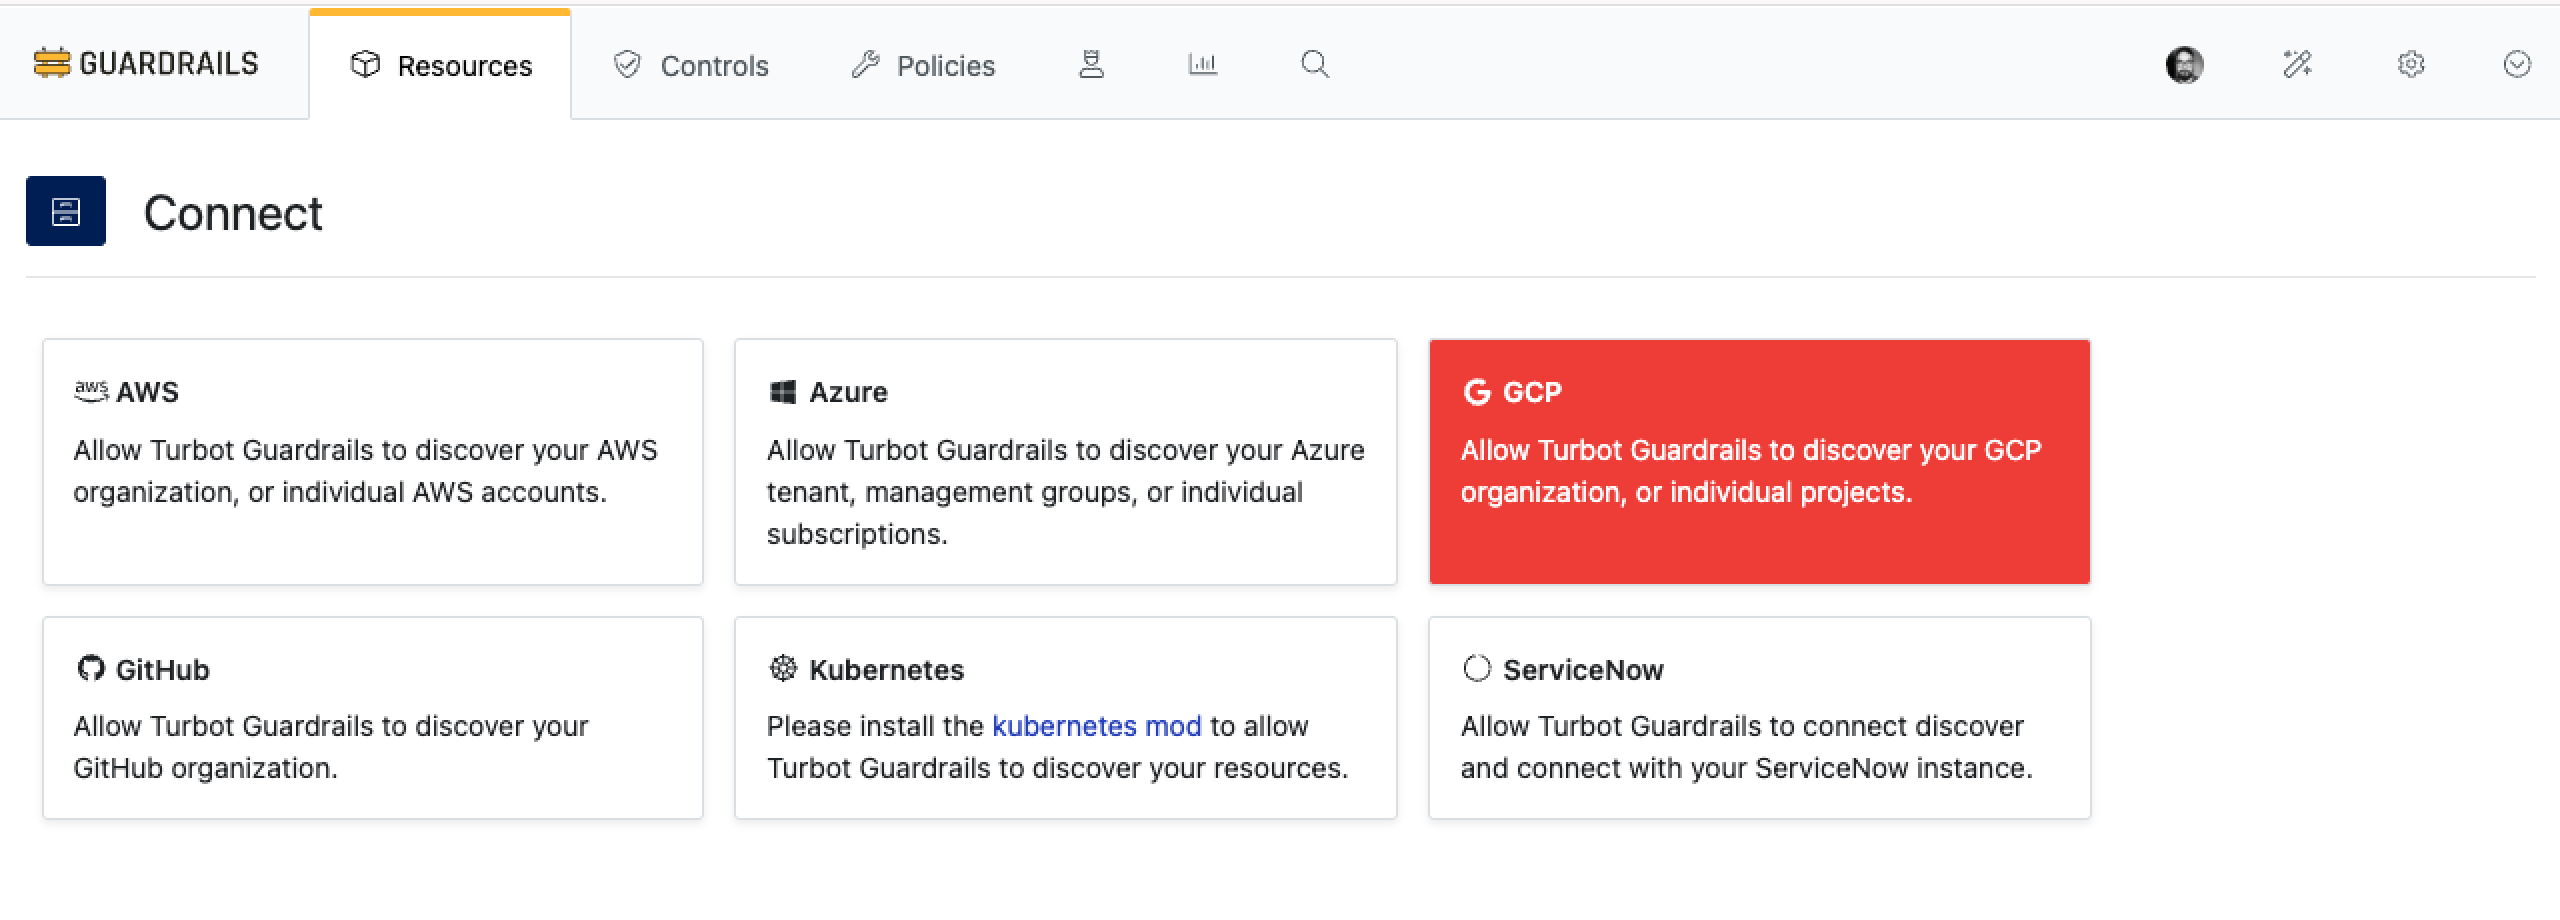 GUARDRAILS
Resources
Controls
Policies
Connect
aws AWS
Allow Turbot Guardrails to discover your AWS
organization, or individual AWS accounts.
Azure
Allow Turbot Guardrails to discover your Azure
tenant, management groups, or individual
subscriptions.
G GCP
Allow Turbot Guardrails to discover your GCP
organization, or individual projects.
GitHub
Allow Turbot Guardrails to discover your
GitHub organization.
Kubernetes
Please install the kubernetes mod to allow
Turbot Guardrails to discover your resources.
ServiceNow
Allow Turbot Guardrails to connect discover
and connect with your ServiceNow instance.